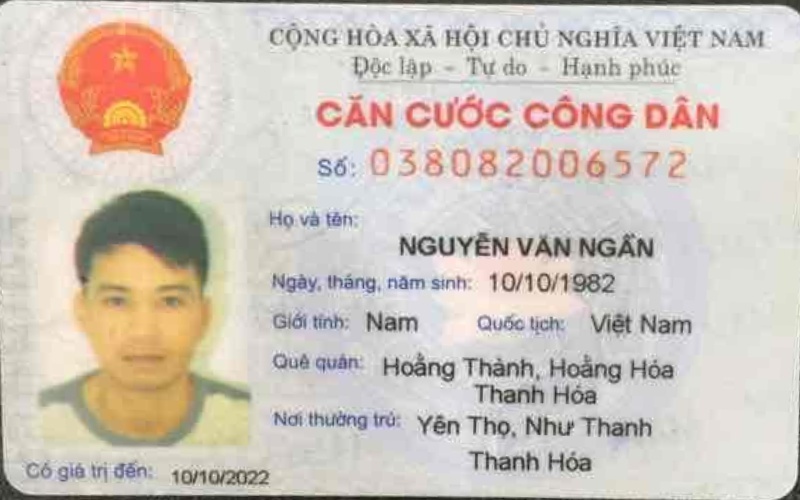 CỘNG HÒA XÃ HỘI CHỦ NGHĨA VIỆT NAM
Độc lập - Tự do - Hạnh phúc
CĂN CƯỚC CÔNG DÂN
Số: 038082006572
Họ và tên:
NGUYỄN VĂN NGÂN
Ngày, tháng, năm sinh: 10/10/1982
Giới tính: Nam Quốc tịch: Việt Nam
Quê quán: Hoằng Thành, Hoằng Hóa
Thanh Hóa
Nơi thường trú: Yên Thọ, Như Thanh
Thanh Hóa
Có giá trị đến: 10/10/2022